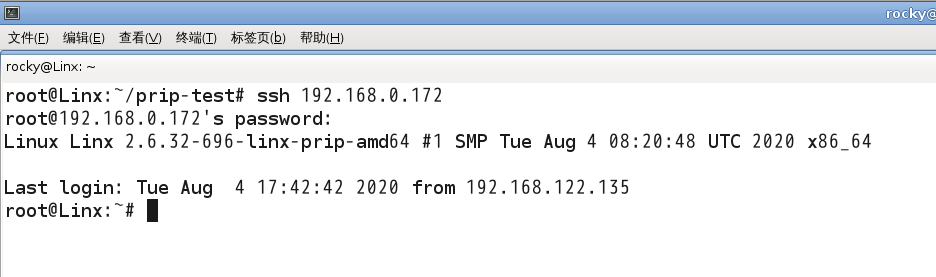 rocky@
文件(F) 编辑(E) 查看(V) 终端(T) 标签页(b) 帮助(H)
rocky@Linx: ~
root@Linx:~/prip-test# ssh 192.168.0.172
root@192.168.0.172's password:
Linux Linx 2.6.32-696-linx-prip-amd64 #1 SMP Tue Aug 4 08:20:48 UTC 2020 x86_64
Last login: Tue Aug  4 17:42:42 2020 from 192.168.122.135
root@Linx:~#